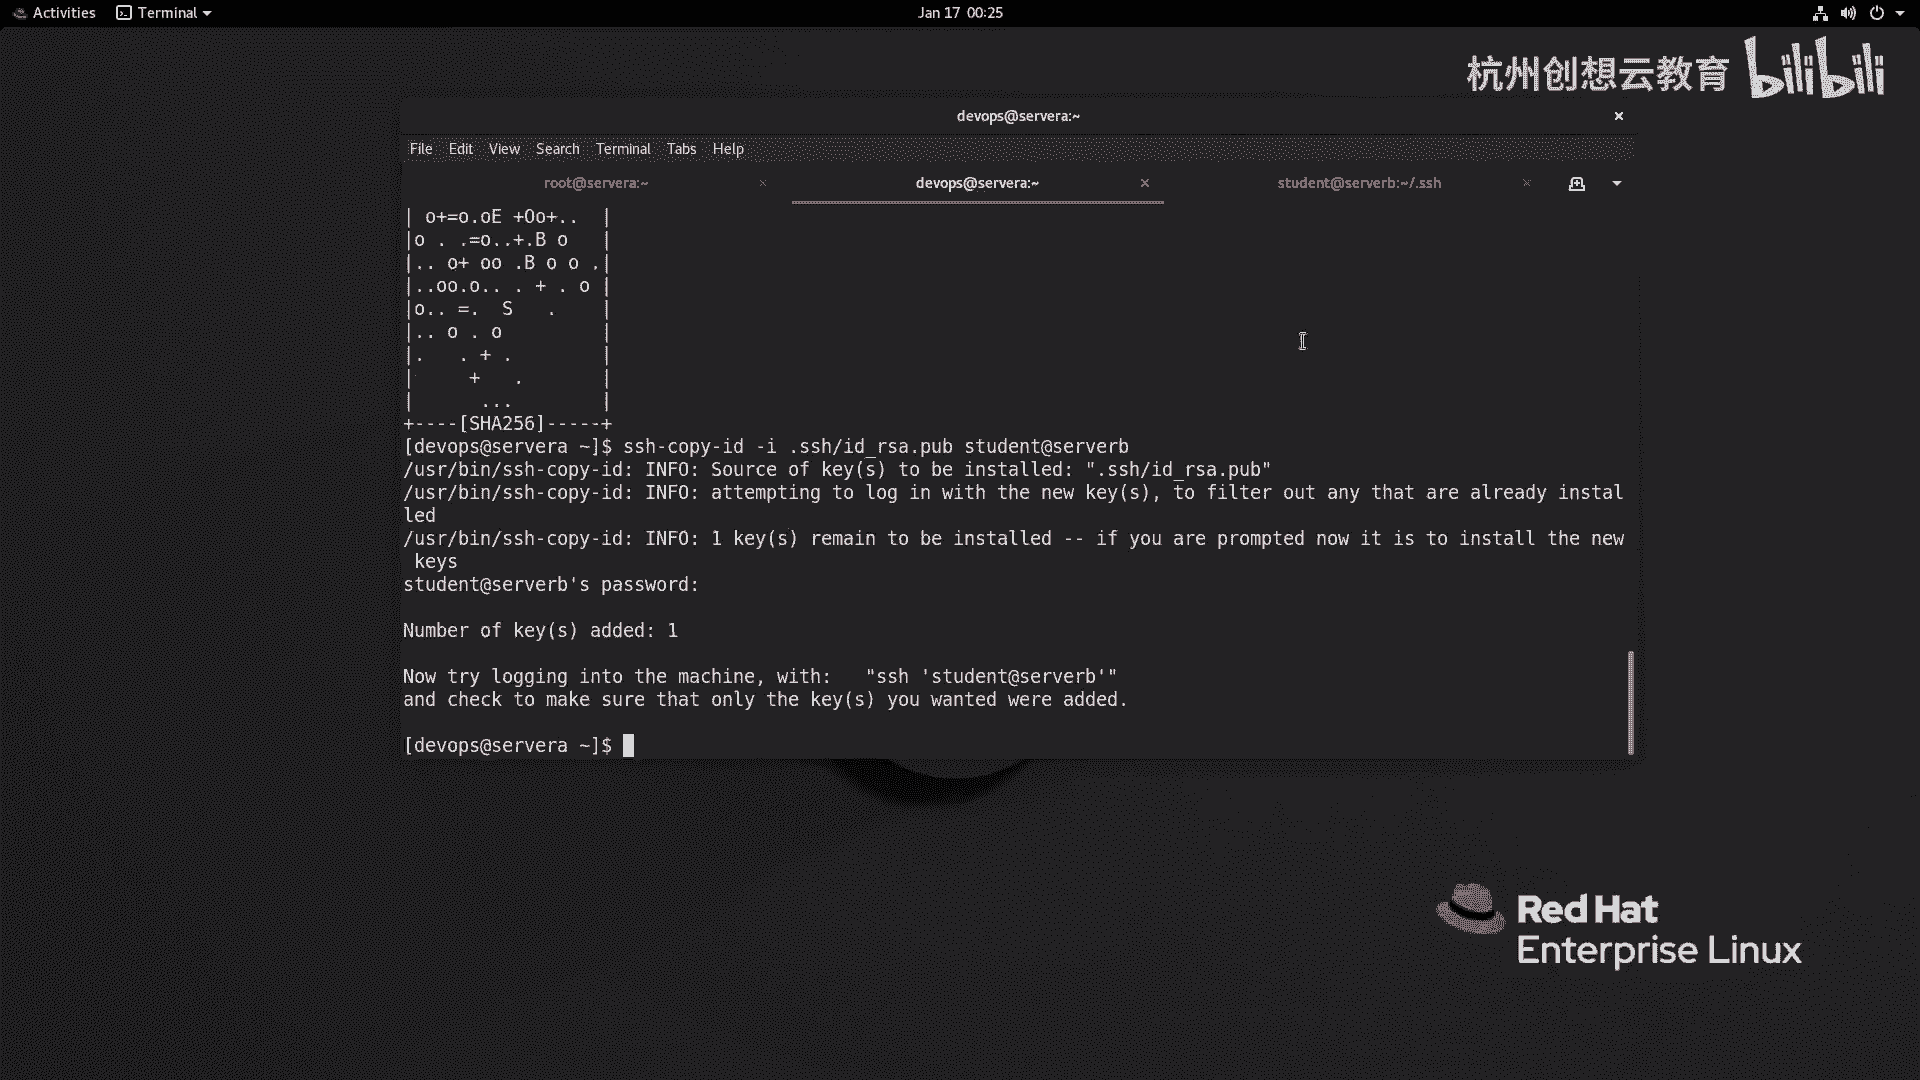 Activities Terminal Jan 17 00:25
杭州创想云教育 bilibili
devops@servera:~
File Edit View Search Terminal Tabs Help
root@servera:~ devops@servera:~ student@serverb:~/.ssh
| o+=o.oE +Oo+..  |
|o . .=o..+.B o   |
|.. o+ oo .B o o .|
|..oo.o.. . + . o |
|o.. =.  S   .    |
|.. o . o         |
|.   . + .        |
|     +   .       |
|      ...        |
+----[SHA256]-----+
[devops@servera ~]$ ssh-copy-id -i .ssh/id_rsa.pub student@serverb
/usr/bin/ssh-copy-id: INFO: Source of key(s) to be installed: ".ssh/id_rsa.pub"
/usr/bin/ssh-copy-id: INFO: attempting to log in with the new key(s), to filter out any that are already instal
led
/usr/bin/ssh-copy-id: INFO: 1 key(s) remain to be installed -- if you are prompted now it is to install the new
 keys
student@serverb's password:
Number of key(s) added: 1
Now try logging into the machine, with:   "ssh 'student@serverb'"
and check to make sure that only the key(s) you wanted were added.
[devops@servera ~]$
Red Hat
Enterprise Linux